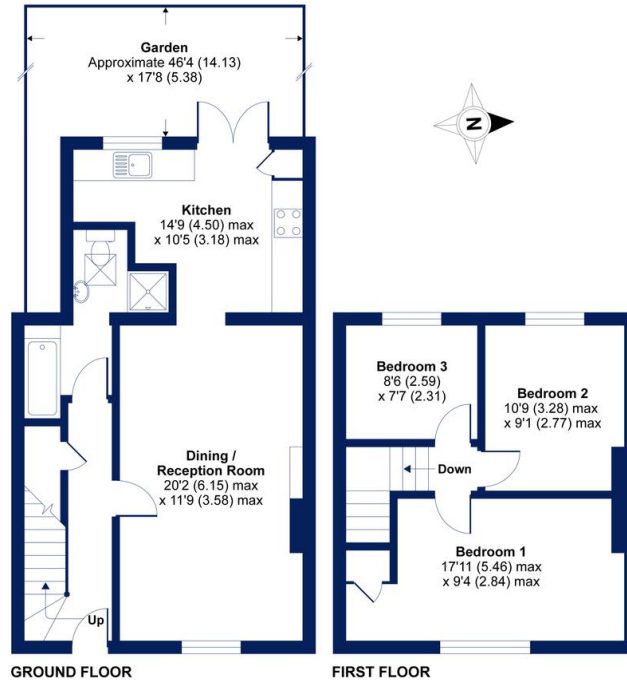 Garden
Approximate 46'4 (14.13)
x 17'8 (5.38)
N
Kitchen
14'9 (4.50) max
x 10'5 (3.18) max
Dining /
Reception Room
20'2 (6.15) max
x 11'9 (3.58) max
Up
GROUND FLOOR
Bedroom 3
8'6 (2.59)
x 7'7 (2.31)
Bedroom 2
10'9 (3.28) max
x 9'1 (2.77) max
Down
Bedroom 1
17'11 (5.46) max
x 9'4 (2.84) max
FIRST FLOOR